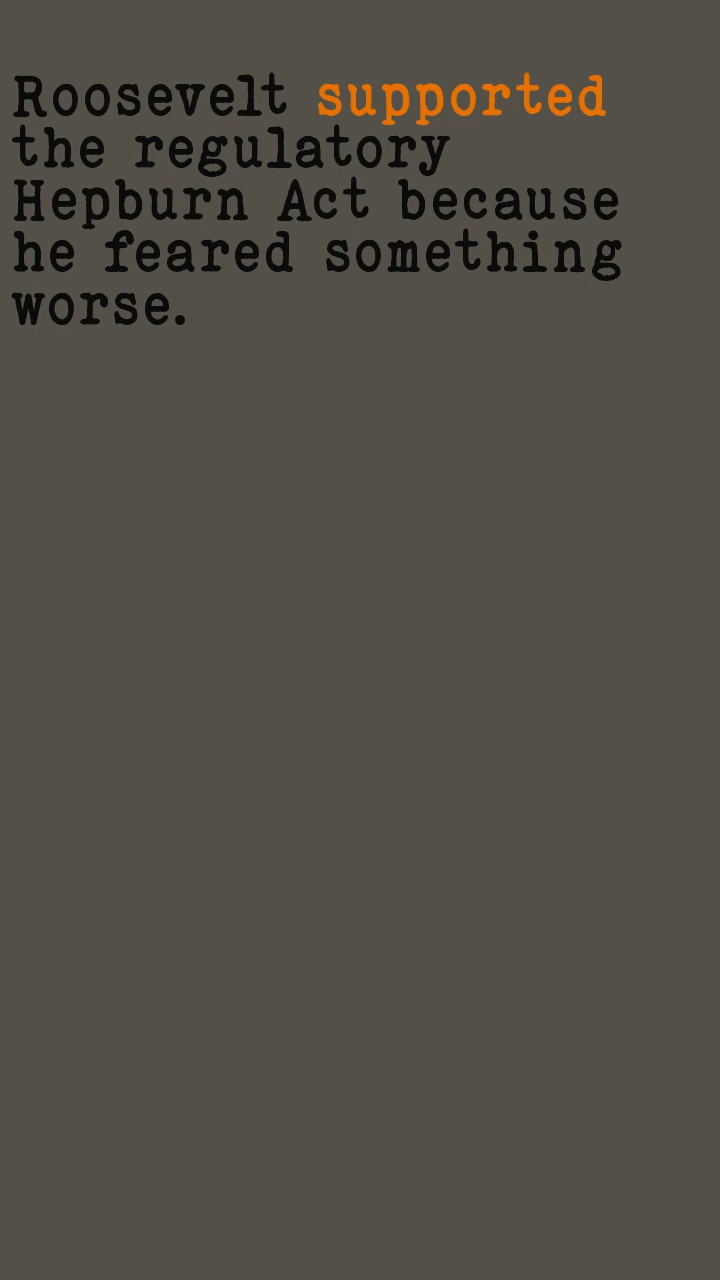 Roosevelt supported
the regulatory
Hepburn Act because
he feared something
worse.